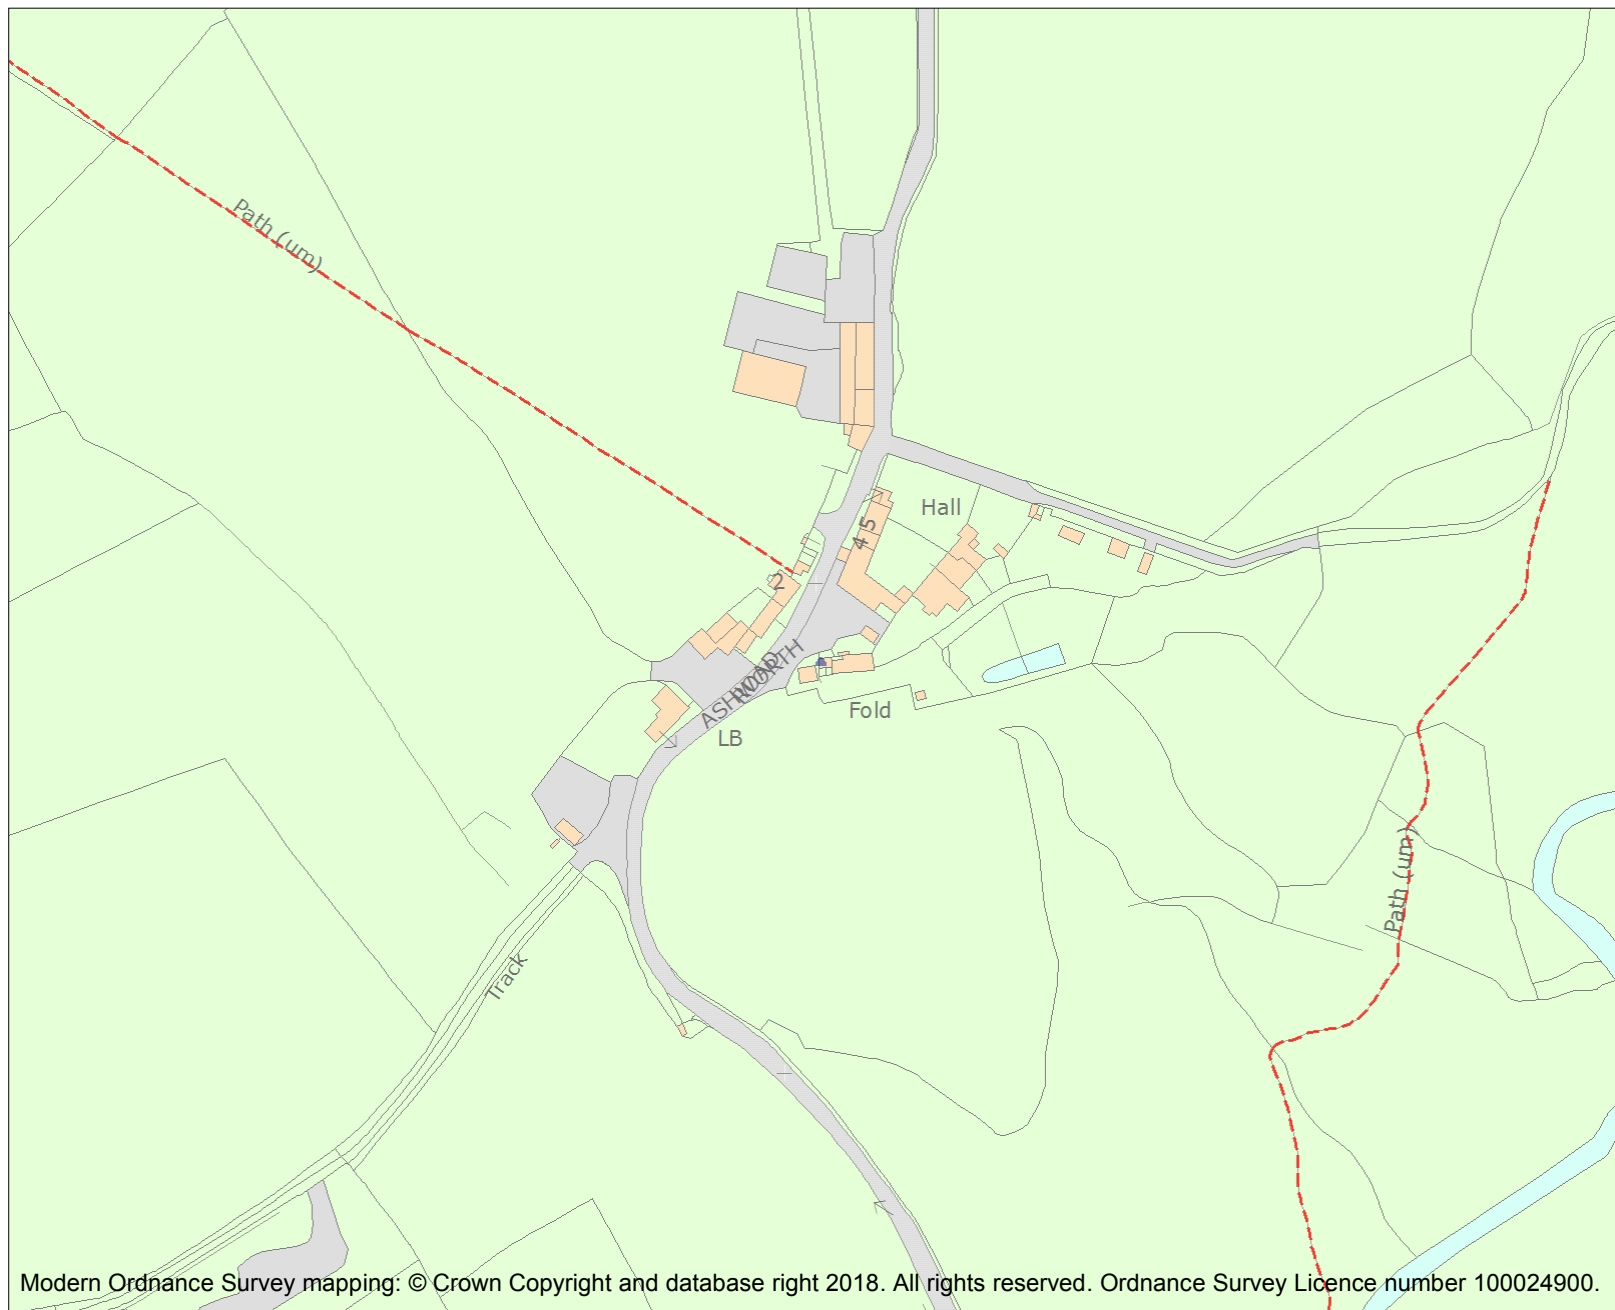 Path (um)
Hall
4 5
2
ASHWORTH
ROAD
Fold
LB
Path (um)
Track
Modern Ordnance Survey mapping: © Crown Copyright and database right 2018. All rights reserved. Ordnance Survey Licence number 100024900.